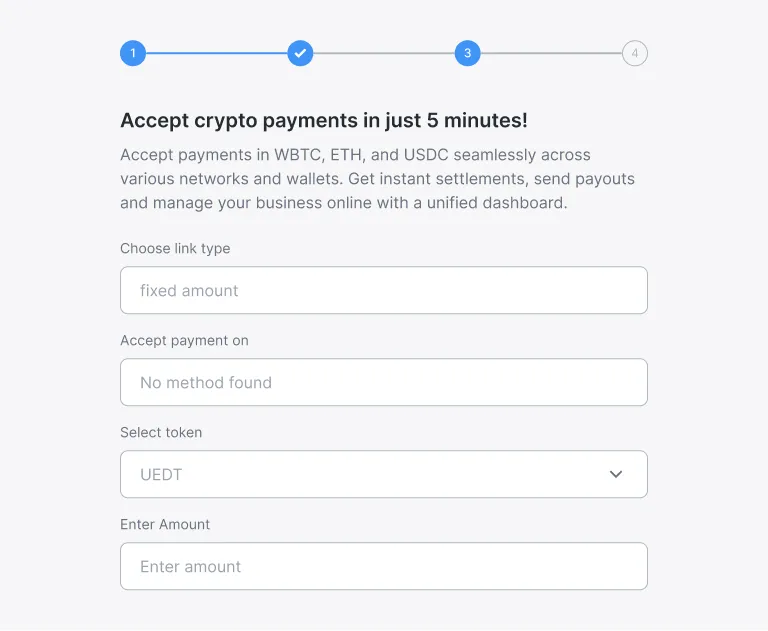 1 3 4
Accept crypto payments in just 5 minutes!
Accept payments in WBTC, ETH, and USDC seamlessly across
various networks and wallets. Get instant settlements, send payouts
and manage your business online with a unified dashboard.
Choose link type
fixed amount
Accept payment on
No method found
Select token
UEDT
Enter Amount
Enter amount